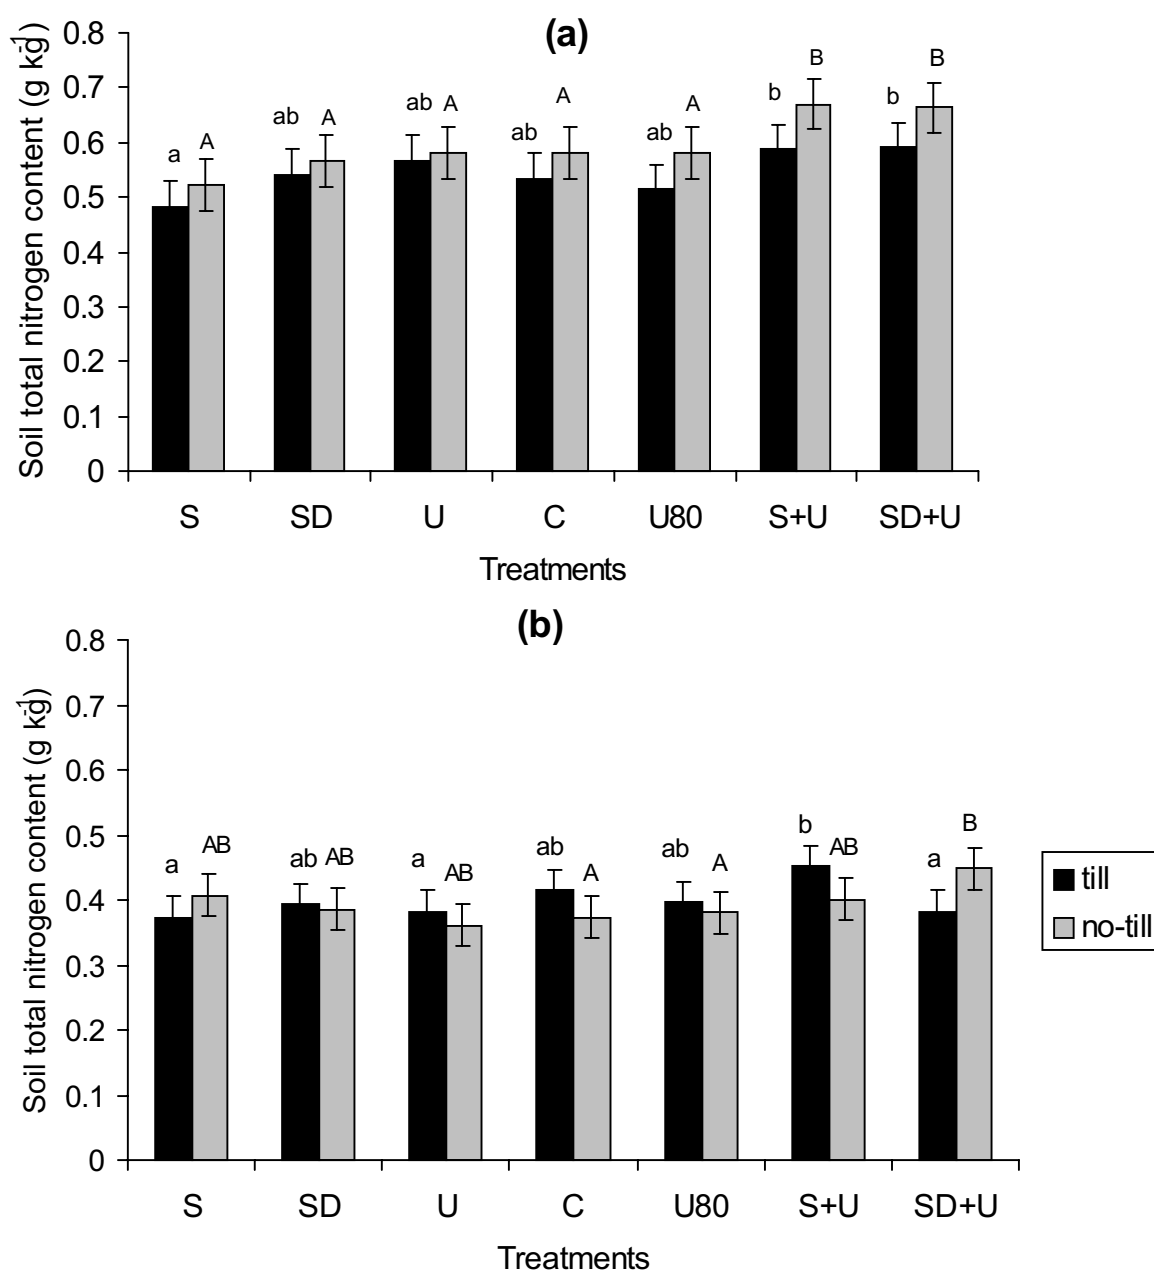 (a)
Soil total nitrogen content (g kg-1)
0.8
0.7
0.6
0.5
0.4
0.3
0.2
0.1
0
a A ab A ab A ab A ab A b B b B
S SD U C U80 S+U SD+U
Treatments
(b)
Soil total nitrogen content (g kg-1)
0.8
0.7
0.6
0.5
0.4
0.3
0.2
0.1
0
a AB ab AB a AB ab A ab A b AB a B
S SD U C U80 S+U SD+U
Treatments
till
no-till